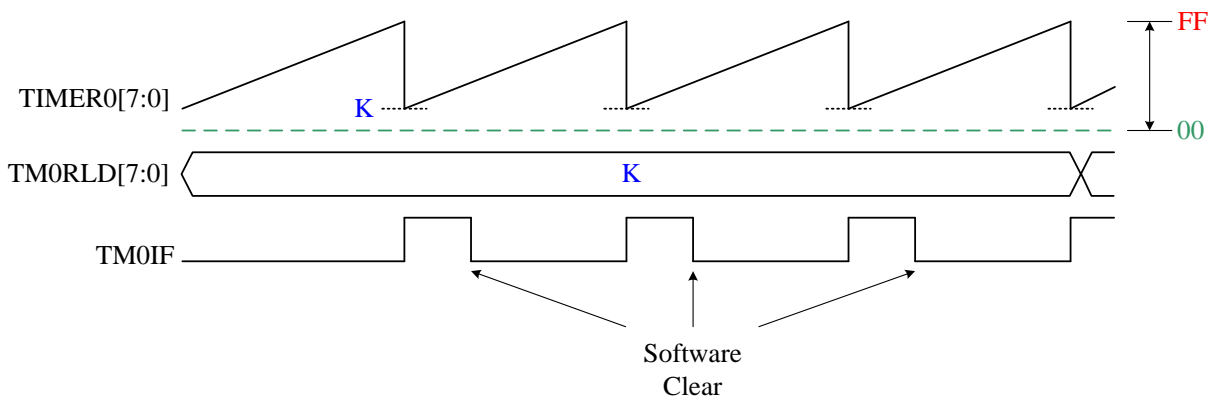 FF
TIMER0[7:0]
K
00
TM0RLD[7:0]
K
TM0IF
Software
Clear